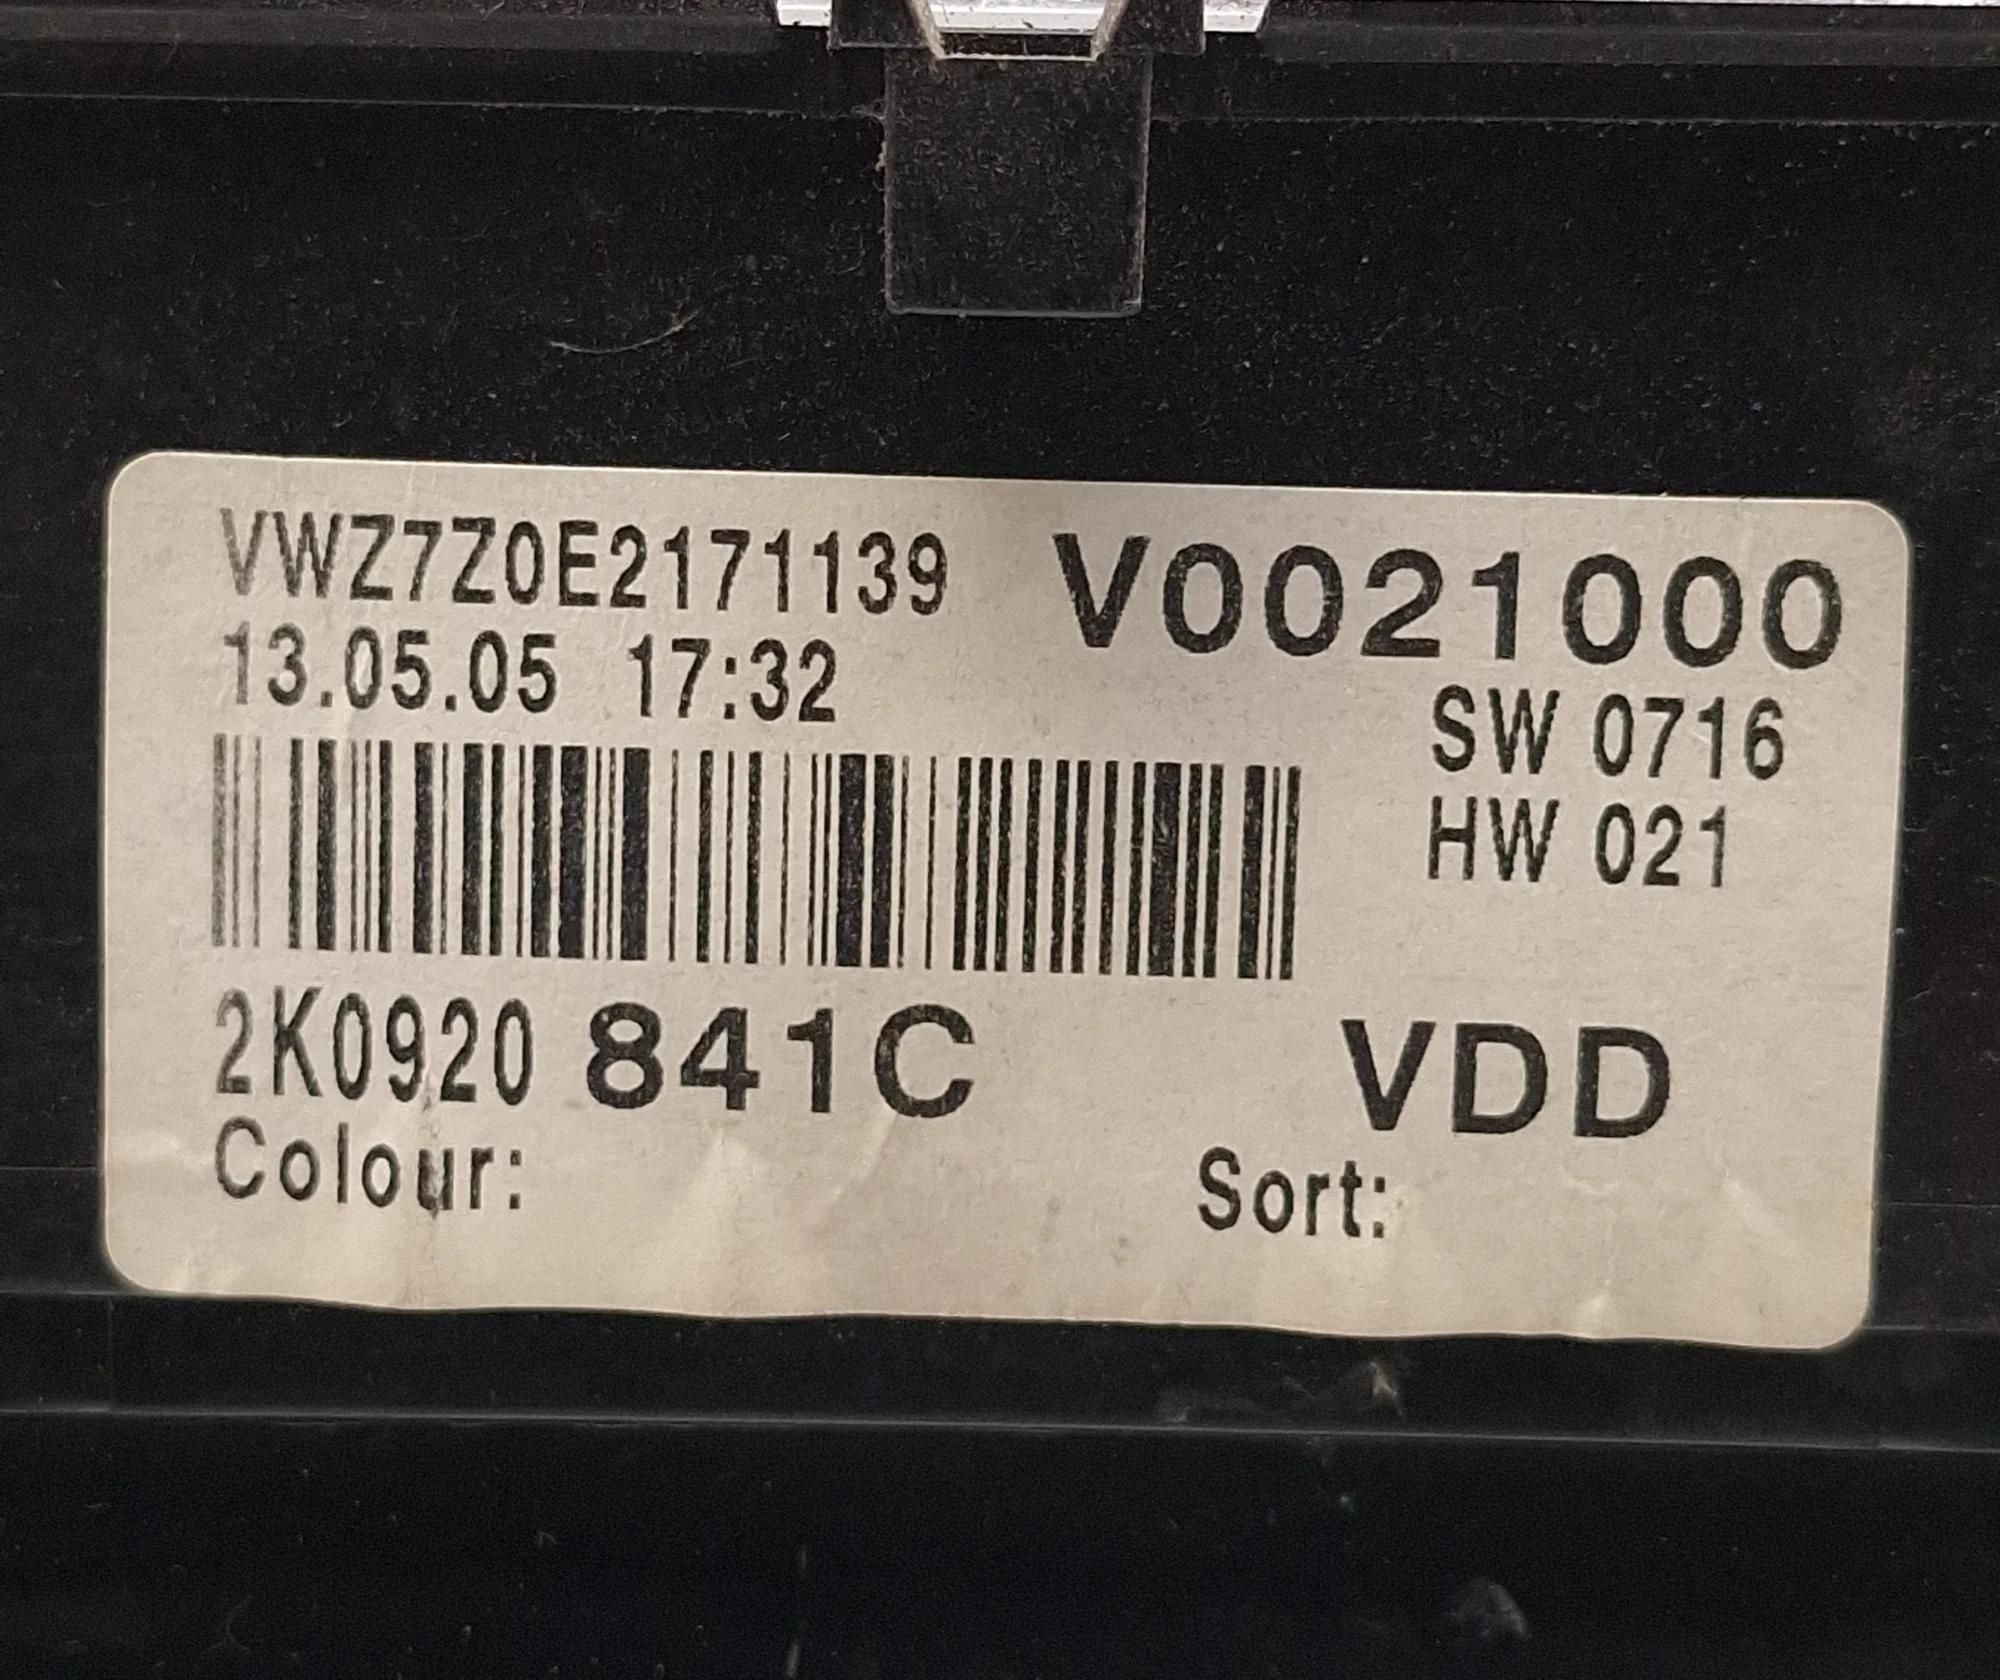 VWZ7Z0E2171139 V0021000
13.05.05 17:32
SW 0716
HW 021
2K0920 841C VDD
Colour: Sort: